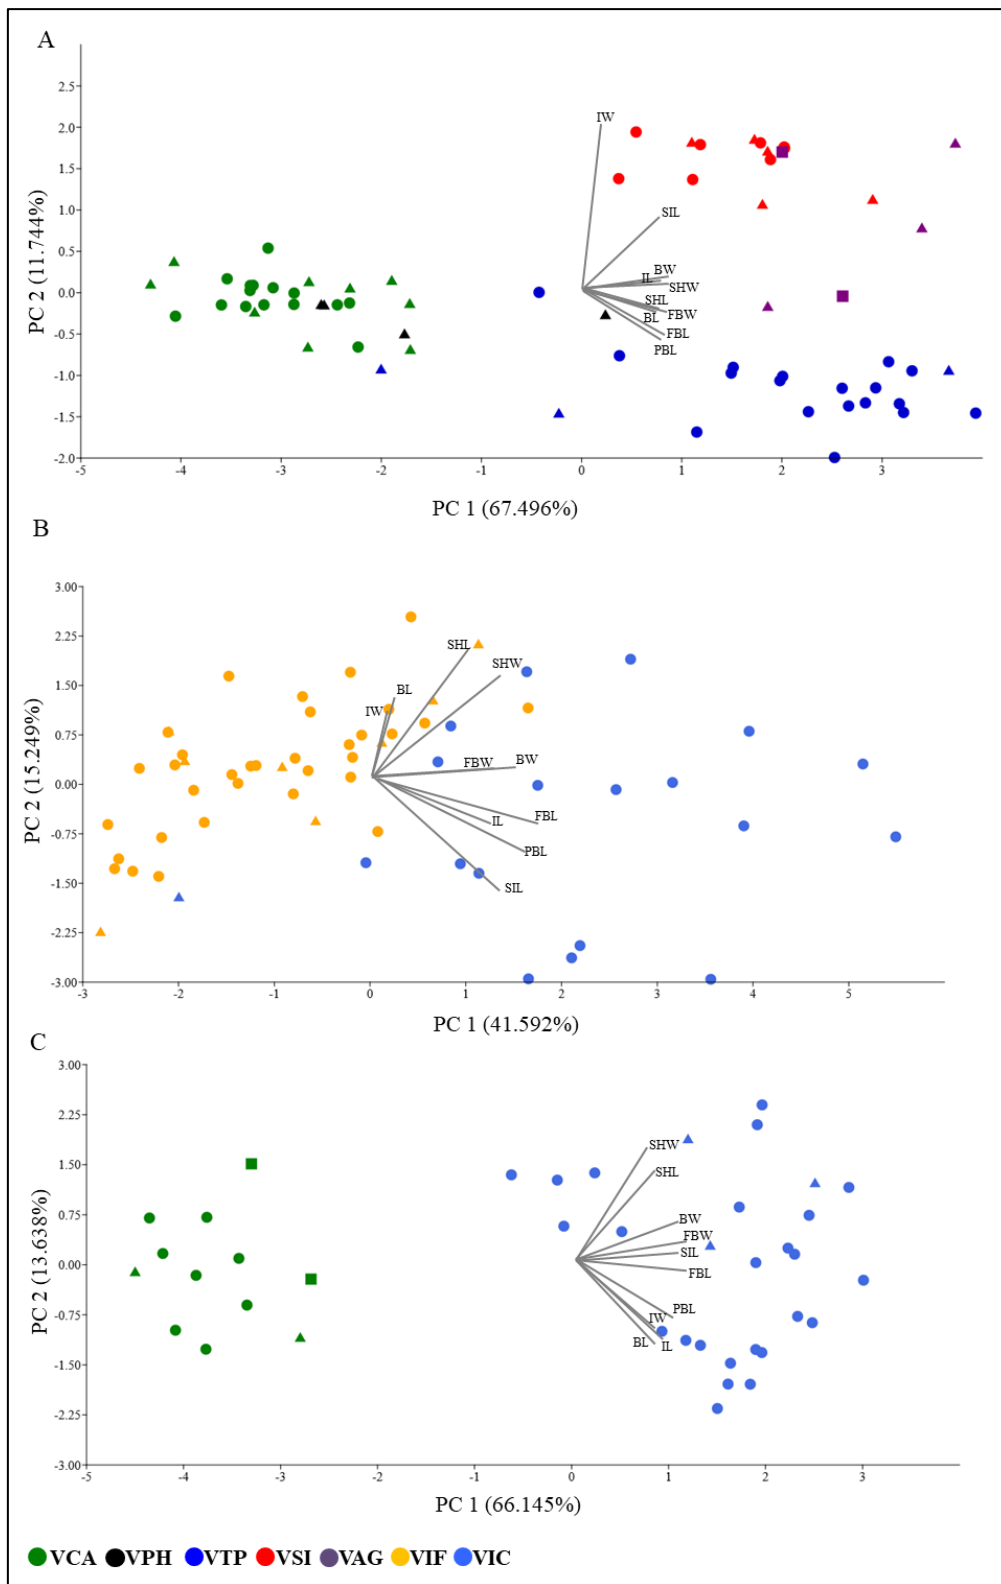 A
2.5
2.0
1.5
1.0
0.5
0.0
-0.5
-1.0
-1.5
-2.0
PC 2 (11.744%)
IW
SIL
BW
IL
SHW
SHL
FBW
BL
FBL
PBL
-5 -4 -3 -2 -1 0 1 2 3
PC 1 (67.496%)
B
3.00
2.25
1.50
0.75
0.00
-0.75
-1.50
-2.25
-3.00
PC 2 (15.249%)
SHL
SHW
BL
IW
FBW BW
FBL
IL
PBL
SIL
-3 -2 -1 0 1 2 3 4 5
PC 1 (41.592%)
C
3.00
2.25
1.50
0.75
0.00
-0.75
-1.50
-2.25
-3.00
PC 2 (13.638%)
SHW
SHL
BW
FBW
SIL
FBL
PBL
IW
BL IL
-5 -4 -3 -2 -1 0 1 2 3
PC 1 (66.145%)
VCA VPH VTP VSI VAG VIF VIC